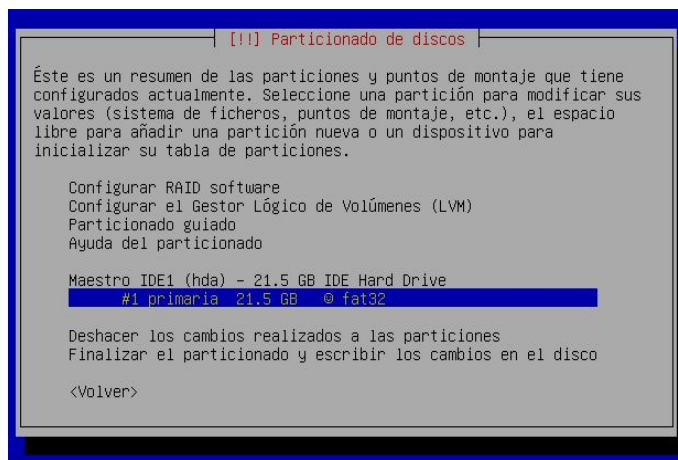 [!!] Particionado de discos
Éste es un resumen de las particiones y puntos de montaje que tiene
configurados actualmente. Seleccione una partición para modificar sus
valores (sistema de ficheros, puntos de montaje, etc.), el espacio
libre para añadir una partición nueva o un dispositivo para
inicializar su tabla de particiones.
Configurar RAID software
Configurar el Gestor Lógico de Volúmenes (LVM)
Particionado guiado
Ayuda del particionado
Maestro IDE1 (hda) - 21.5 GB IDE Hard Drive
#1 primaria 21.5 GB ☺ fat32
Deshacer los cambios realizados a las particiones
Finalizar el particionado y escribir los cambios en el disco
<Volver>